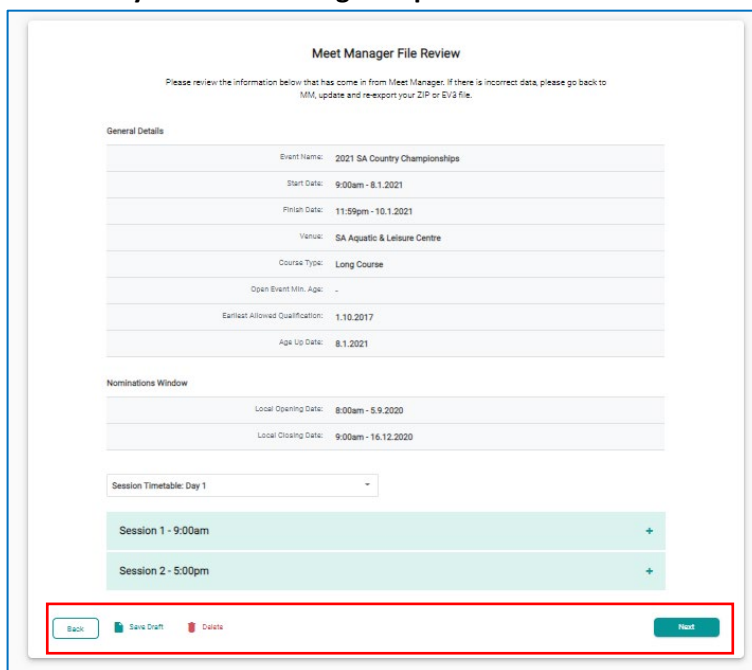 Meet Manager File Review
Please review the information below that has come in from Meet Manager. If there is incorrect data, please go back to
MM, update and re-export your ZIP or EV3 file.
General Details
Event Name: 2021 SA Country Championships
Start Date: 9:00am - 8.1.2021
Finish Date: 11:59pm - 10.1.2021
Venue: SA Aquatic & Leisure Centre
Course Type: Long Course
Open Event Min. Age: -
Earliest Allowed Qualification: 1.10.2017
Age Up Date: 8.1.2021
Nominations Window
Local Opening Date: 8:00am - 5.9.2020
Local Closing Date: 9:00am - 16.12.2020
Session Timetable: Day 1
Session 1 - 9:00am +
Session 2 - 5:00pm +
Back Save Draft Delete Next